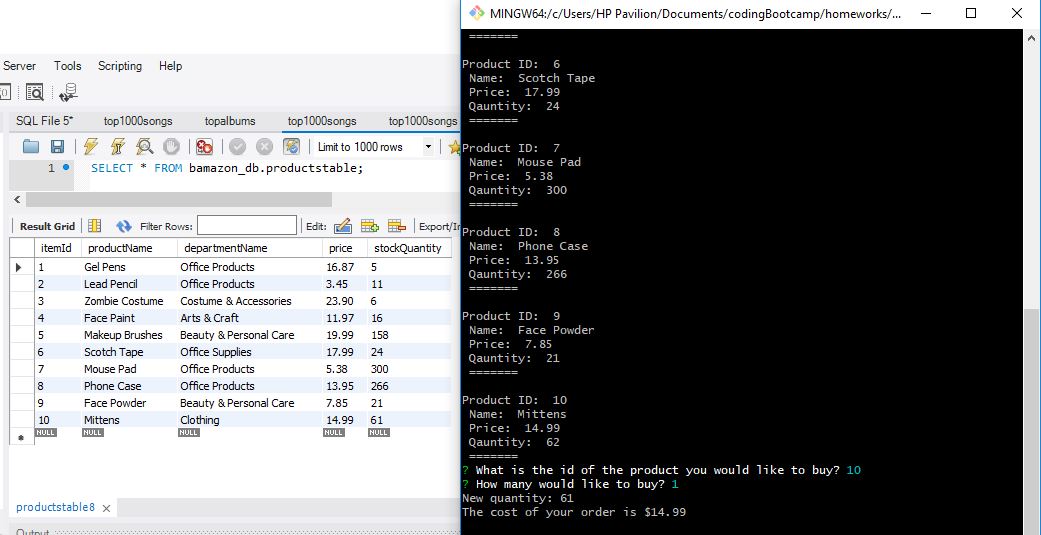 Server Tools Scripting Help
SQL File 5* top1000songs topalbums top1000songs top1000songs
Limit to 1000 rows
1 SELECT * FROM bamazon_db.productstable;
Result Grid Filter Rows: Edit: Export/Ir
itemId productName departmentName price stockQuantity
1 Gel Pens Office Products 16.87 5
2 Lead Pencil Office Products 3.45 11
3 Zombie Costume Costume & Accessories 23.90 6
4 Face Paint Arts & Craft 11.97 16
5 Makeup Brushes Beauty & Personal Care 19.99 158
6 Scotch Tape Office Supplies 17.99 24
7 Mouse Pad Office Products 5.38 300
8 Phone Case Office Products 13.95 266
9 Face Powder Beauty & Personal Care 7.85 21
10 Mittens Clothing 14.99 61
NULL NULL NULL NULL NULL
productstable8
Output
MINGW64:/c/Users/HP Pavilion/Documents/codingBootcamp/homeworks/...
=======
Product ID: 6
Name: Scotch Tape
Price: 17.99
Qauntity: 24
=======
Product ID: 7
Name: Mouse Pad
Price: 5.38
Qauntity: 300
=======
Product ID: 8
Name: Phone Case
Price: 13.95
Qauntity: 266
=======
Product ID: 9
Name: Face Powder
Price: 7.85
Qauntity: 21
=======
Product ID: 10
Name: Mittens
Price: 14.99
Qauntity: 62
=======
? What is the id of the product you would like to buy? 10
? How many would like to buy? 1
New quantity: 61
The cost of your order is $14.99